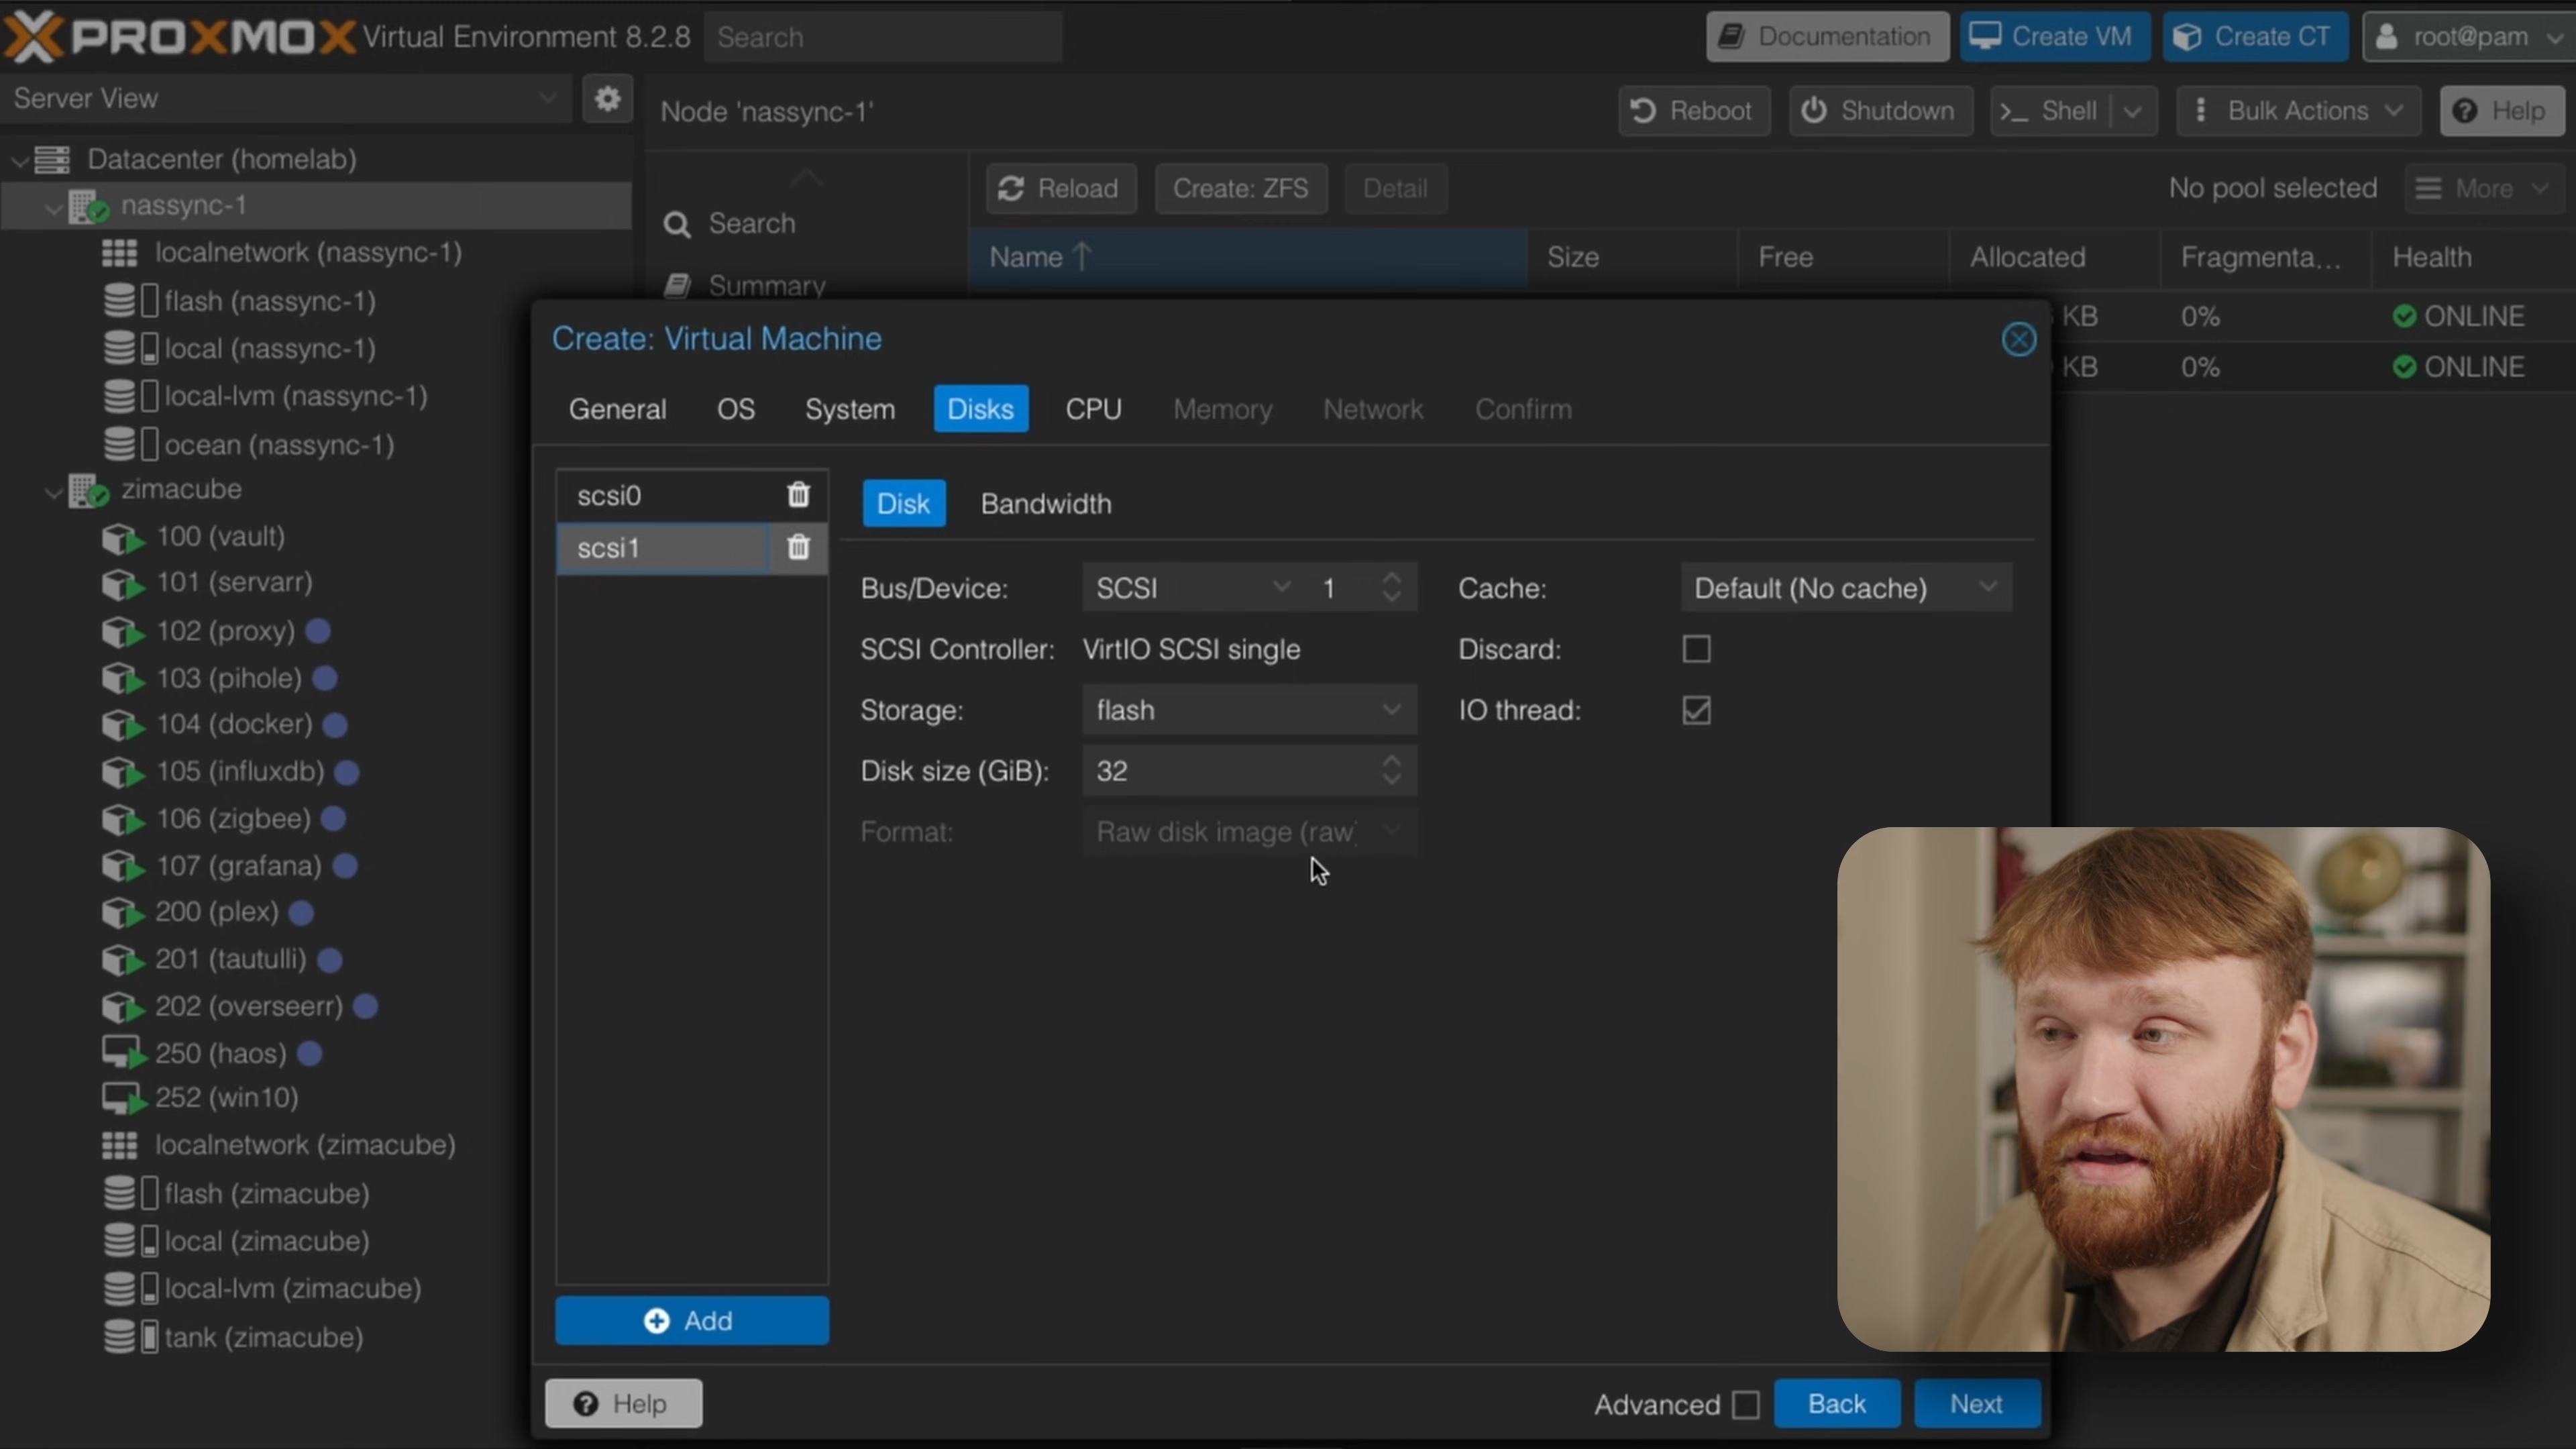 PROXMOX Virtual Environment 8.2.8 Search Documentation Create VM Create CT root@pam
Server View
Node 'nassync-1' Reboot Shutdown Shell Bulk Actions Help
Datacenter (homelab)
nassync-1
localnetwork (nassync-1)
flash (nassync-1)
local (nassync-1)
local-lvm (nassync-1)
ocean (nassync-1)
zimacube
100 (vault)
101 (servarr)
102 (proxy)
103 (pihole)
104 (docker)
105 (influxdb)
106 (zigbee)
107 (grafana)
200 (plex)
201 (tautulli)
202 (overseerr)
250 (haos)
252 (win10)
localnetwork (zimacube)
flash (zimacube)
local (zimacube)
local-lvm (zimacube)
tank (zimacube)
Search
Summary
Reload Create: ZFS Detail No pool selected More
Name Size Free Allocated Fragmenta... Health
KB 0% ONLINE
KB 0% ONLINE
Create: Virtual Machine
General OS System Disks CPU Memory Network Confirm
scsi0
scsi1
Add
Disk Bandwidth
Bus/Device: SCSI 1 Cache: Default (No cache)
SCSI Controller: VirtIO SCSI single Discard:
Storage: flash IO thread:
Disk size (GiB): 32
Format: Raw disk image (raw)
Help Advanced Back Next